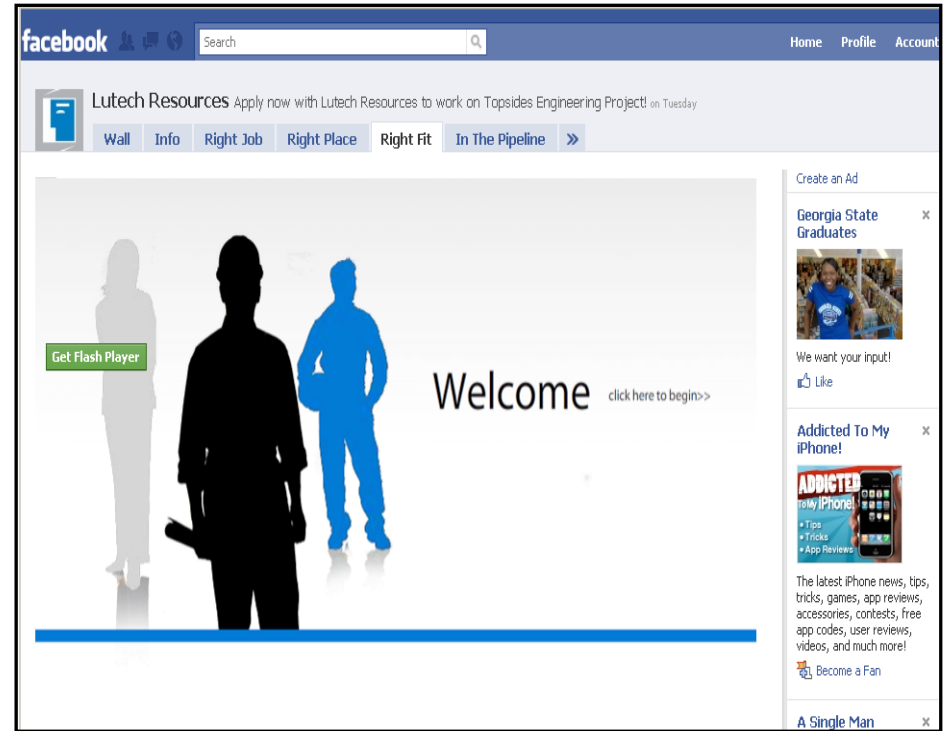 facebook
Search
Home Profile Account
Lutech Resources Apply now with Lutech Resources to work on Topsides Engineering Project! on Tuesday
Wall Info Right Job Right Place Right Fit In The Pipeline »
Get Flash Player
Welcome click here to begin>>
Create an Ad
Georgia State
Graduates
We want your input!
Like
Addicted To My
iPhone!
ADDICTED
To My iPhone!
• Tips
• Tricks
• App Reviews
The latest iPhone news, tips,
tricks, games, app reviews,
accessories, contests, free
app codes, user reviews,
videos, and much more!
Become a Fan
A Single Man